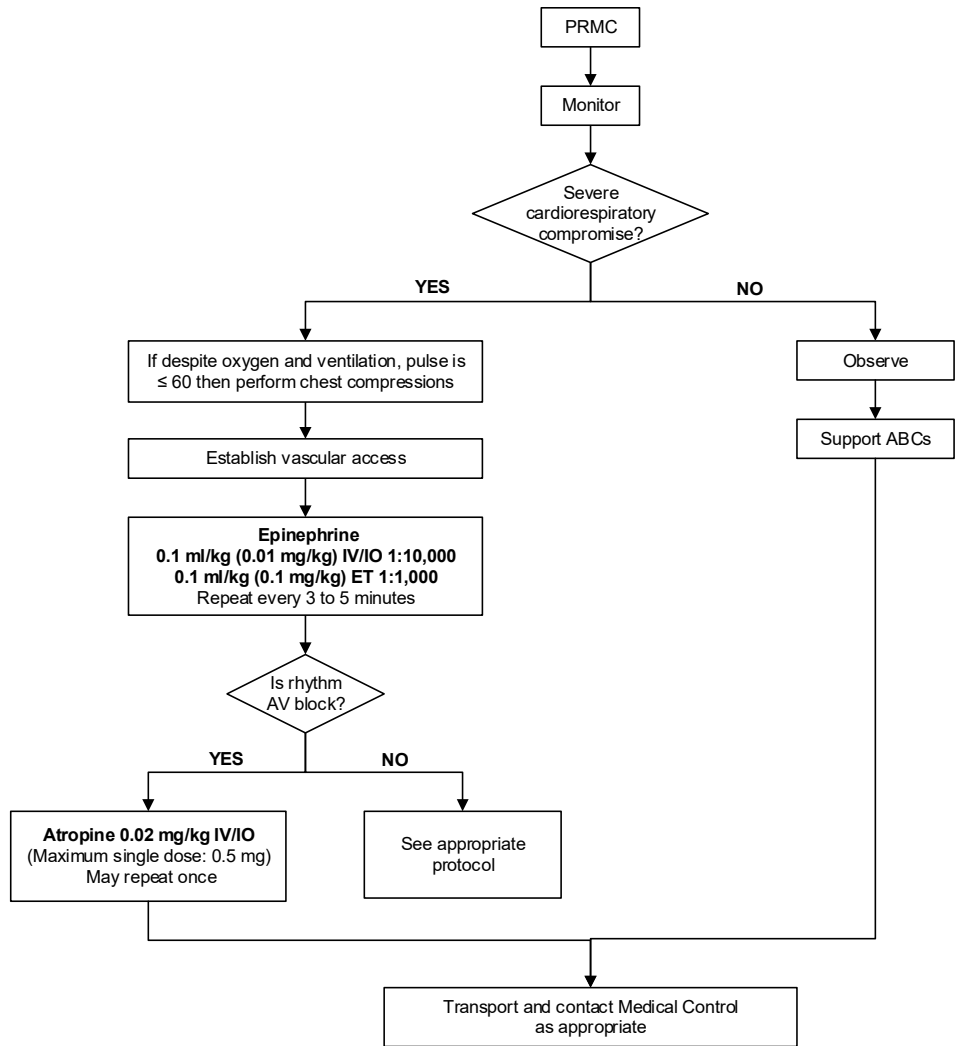 PRMC
Monitor
Severe
cardiorespiratory
compromise?
YES
NO
If despite oxygen and ventilation, pulse is
≤ 60 then perform chest compressions
Observe
Establish vascular access
Support ABCs
Epinephrine
0.1 ml/kg (0.01 mg/kg) IV/IO 1:10,000
0.1 ml/kg (0.1 mg/kg) ET 1:1,000
Repeat every 3 to 5 minutes
Is rhythm
AV block?
YES
NO
Atropine 0.02 mg/kg IV/IO
(Maximum single dose: 0.5 mg)
May repeat once
See appropriate
protocol
Transport and contact Medical Control
as appropriate